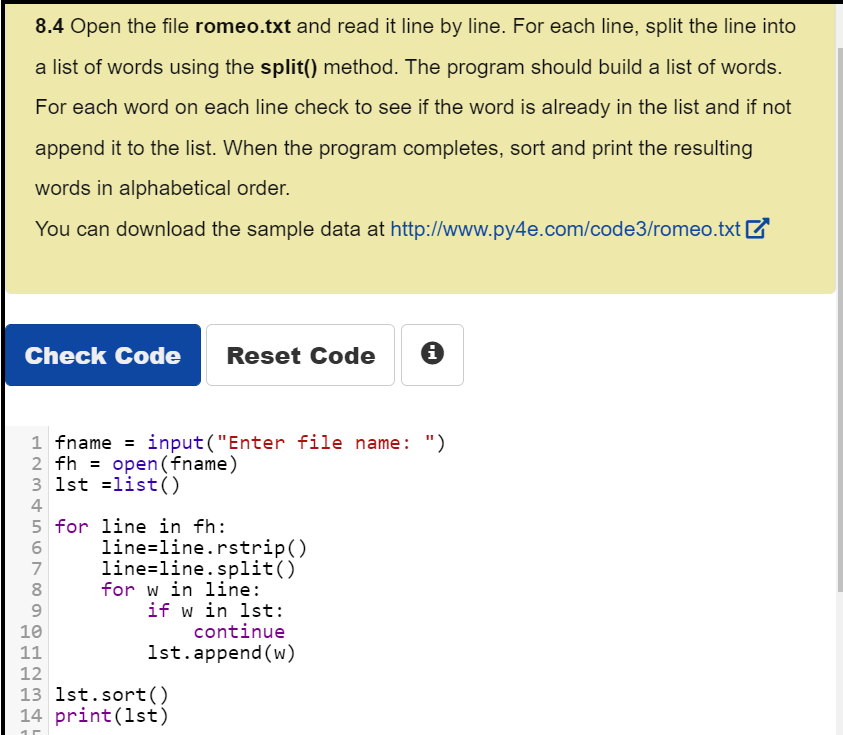 8.4 Open the file romeo.txt and read it line by line. For each line, split the line into
a list of words using the split() method. The program should build a list of words.
For each word on each line check to see if the word is already in the list and if not
append it to the list. When the program completes, sort and print the resulting
words in alphabetical order.
You can download the sample data at http://www.py4e.com/code3/romeo.txt
Check Code Reset Code
1 fname = input("Enter file name: ")
2 fh = open(fname)
3 lst =list()
4
5 for line in fh:
6     line=line.rstrip()
7     line=line.split()
8     for w in line:
9         if w in lst:
10             continue
11         lst.append(w)
12
13 lst.sort()
14 print(lst)